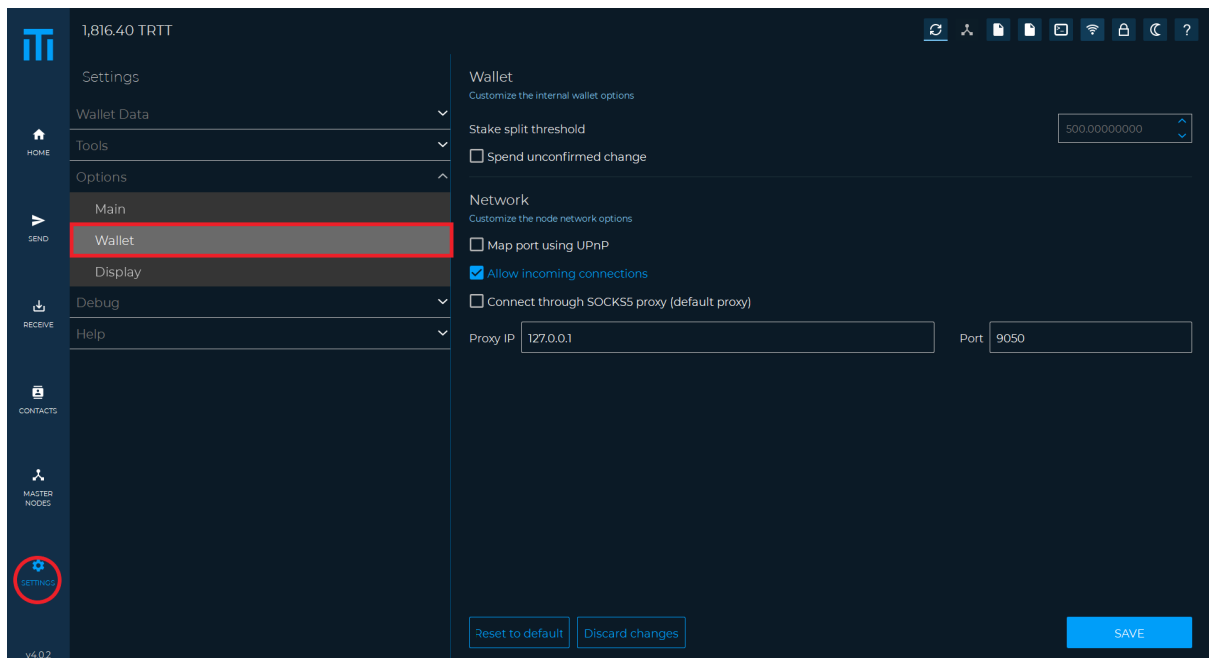 1,816.40 TRTT
HOME
SEND
RECEIVE
CONTACTS
MASTER
NODES
SETTINGS
v4.0.2
Settings
Wallet Data
Tools
Options
Main
Wallet
Display
Debug
Help
Wallet
Customize the internal wallet options
Stake split threshold 500.00000000
Spend unconfirmed change
Network
Customize the node network options
Map port using UPnP
Allow incoming connections
Connect through SOCKS5 proxy (default proxy)
Proxy IP 127.0.0.1 Port 9050
Reset to default Discard changes SAVE